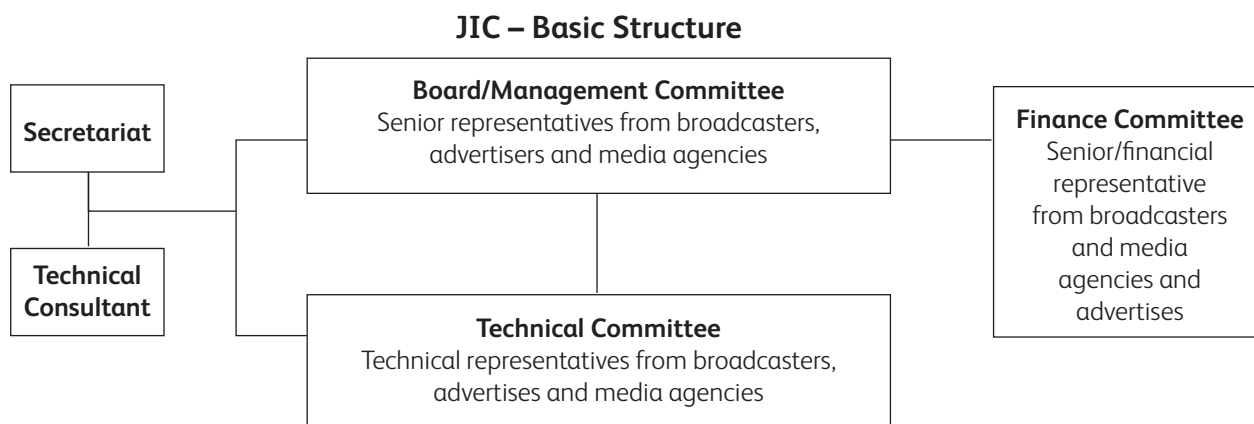 JIC – Basic Structure
Secretariat
Technical
Consultant
Board/Management Committee
Senior representatives from broadcasters,
advertisers and media agencies
Technical Committee
Technical representatives from broadcasters,
advertises and media agencies
Finance Committee
Senior/financial
representative
from broadcasters
and media
agencies and
advertises